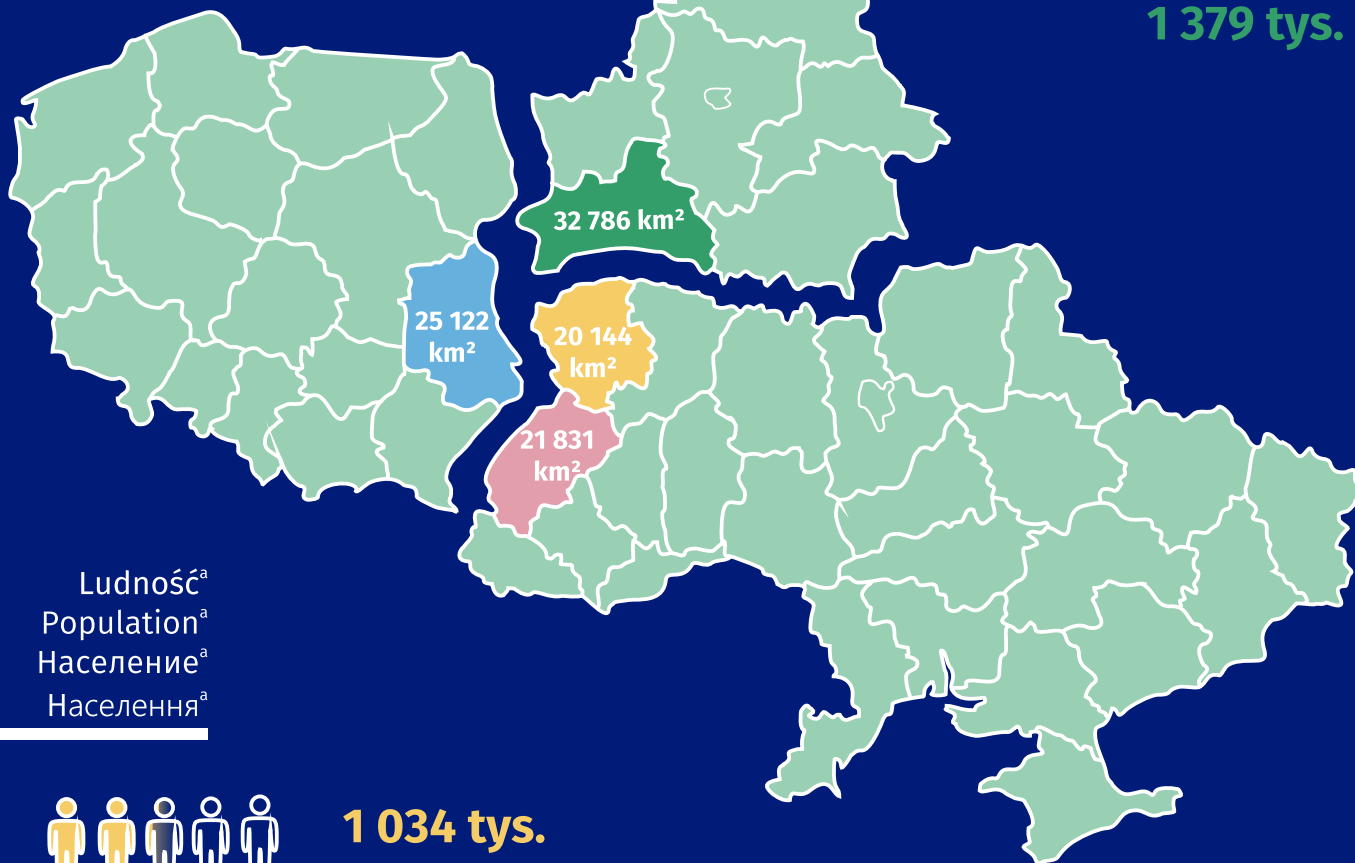 1 379 tys.
32 786 km²
25 122
km²
20 144
km²
21 831
km²
Ludnośćᵃ
Populationᵃ
Населениеᵃ
Населенняᵃ
1 034 tys.